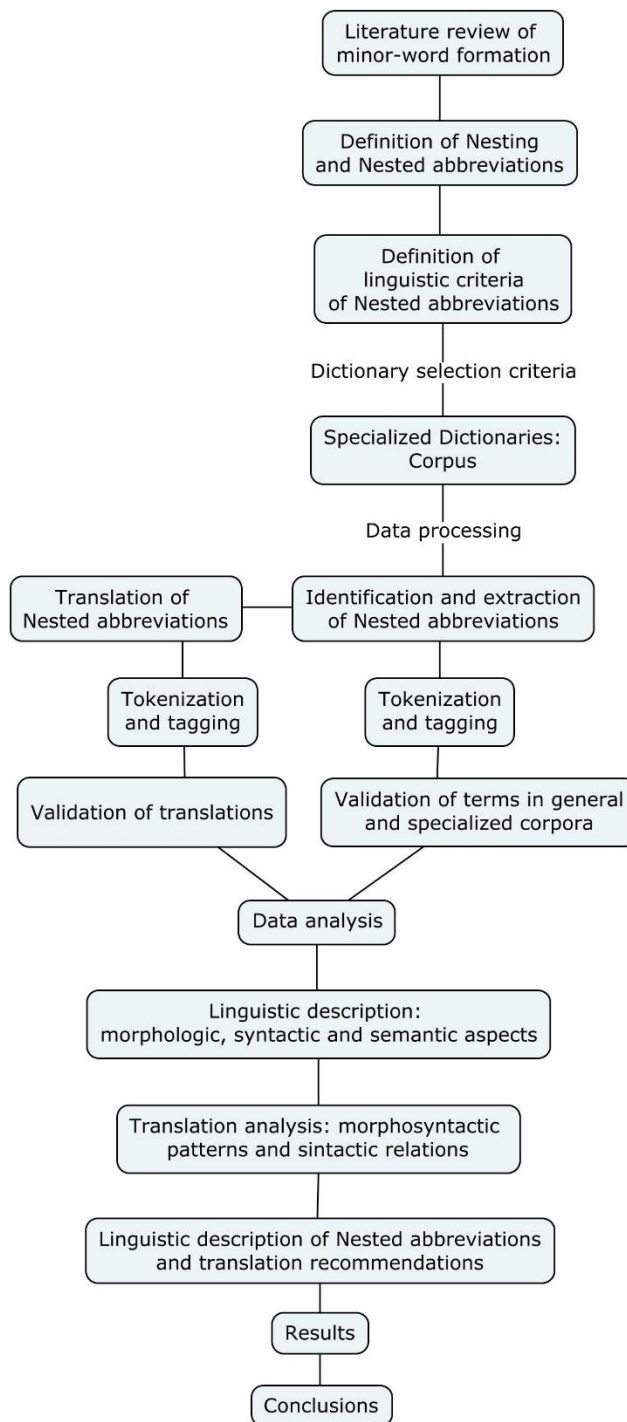 Literature review of
minor-word formation
Definition of Nesting
and Nested abbreviations
Definition of
linguistic criteria
of Nested abbreviations
Dictionary selection criteria
Specialized Dictionaries:
Corpus
Data processing
Translation of
Nested abbreviations
Identification and extraction
of Nested abbreviations
Tokenization
and tagging
Tokenization
and tagging
Validation of translations
Validation of terms in general
and specialized corpora
Data analysis
Linguistic description:
morphologic, syntactic and semantic aspects
Translation analysis: morphosyntactic
patterns and sintactic relations
Linguistic description of Nested abbreviations
and translation recommendations
Results
Conclusions